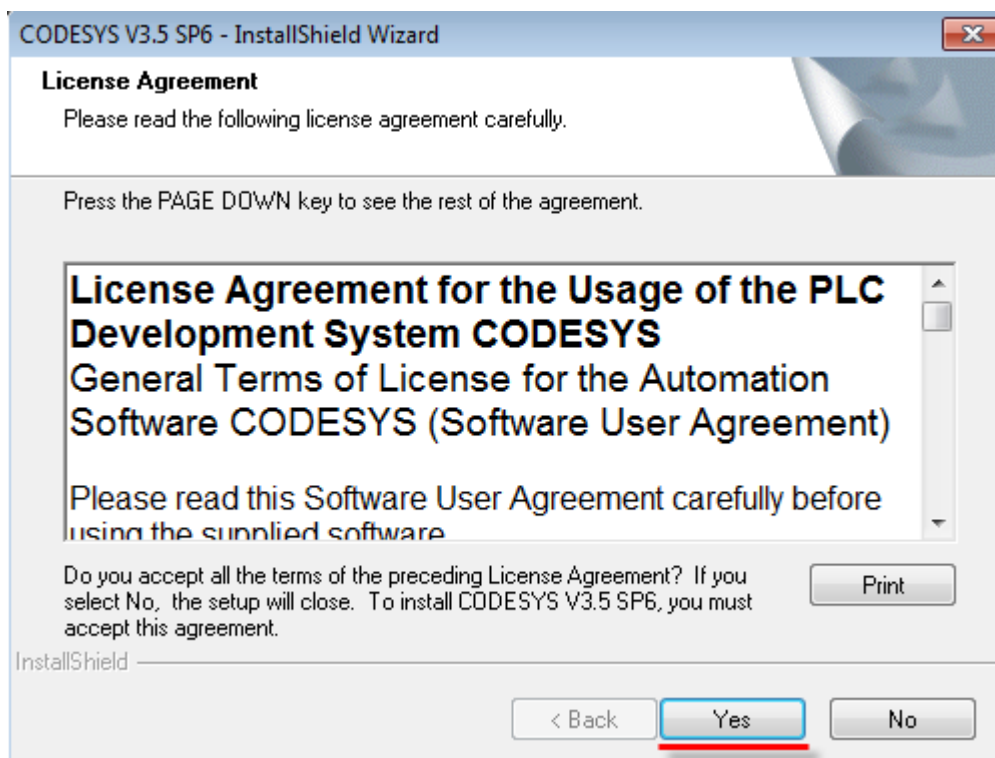 CODESYS V3.5 SP6 - InstallShield Wizard
License Agreement
Please read the following license agreement carefully.
Press the PAGE DOWN key to see the rest of the agreement.
License Agreement for the Usage of the PLC
Development System CODESYS
General Terms of License for the Automation
Software CODESYS (Software User Agreement)
Please read this Software User Agreement carefully before
using the supplied software
Do you accept all the terms of the preceding License Agreement? If you
select No, the setup will close. To install CODESYS V3.5 SP6, you must
accept this agreement.
Print
InstallShield
< Back
Yes
No